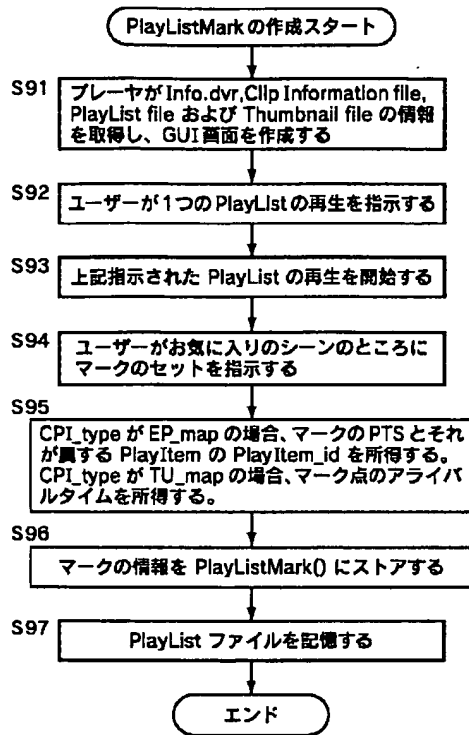 PlayListMarkの作成スタート
S91
プレーヤがInfo.dvr,Clip Information file,
PlayList file および Thumbnail file の情報
を取得し、GUI画面を作成する
S92
ユーザーが1つのPlayListの再生を指示する
S93
上記指示された PlayList の再生を開始する
S94
ユーザーがお気に入りのシーンのところに
マークのセットを指示する
S95
CPI_type が EP_map の場合、マークのPTSとそれ
が属する PlayItem の PlayItem_id を所得する。
CPI_type が TU_map の場合、マーク点のアライバ
ルタイムを所得する。
S96
マークの情報を PlayListMark() にストアする
S97
PlayList ファイルを記憶する
エンド